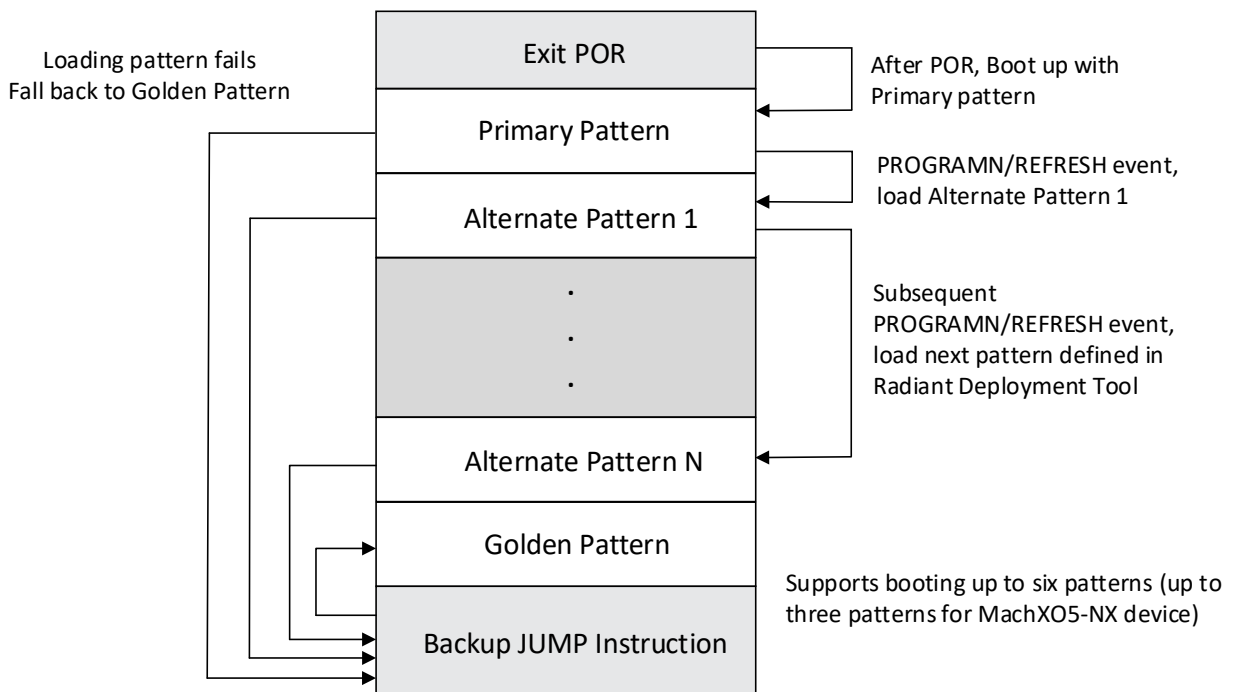 Exit POR
Loading pattern fails
Fall back to Golden Pattern
After POR, Boot up with
Primary pattern
Primary Pattern
PROGRAMN/REFRESH event,
load Alternate Pattern 1
Alternate Pattern 1
.
.
.
Subsequent
PROGRAMN/REFRESH event,
load next pattern defined in
Radiant Deployment Tool
Alternate Pattern N
Golden Pattern
Supports booting up to six patterns (up to
three patterns for MachXO5-NX device)
Backup JUMP Instruction